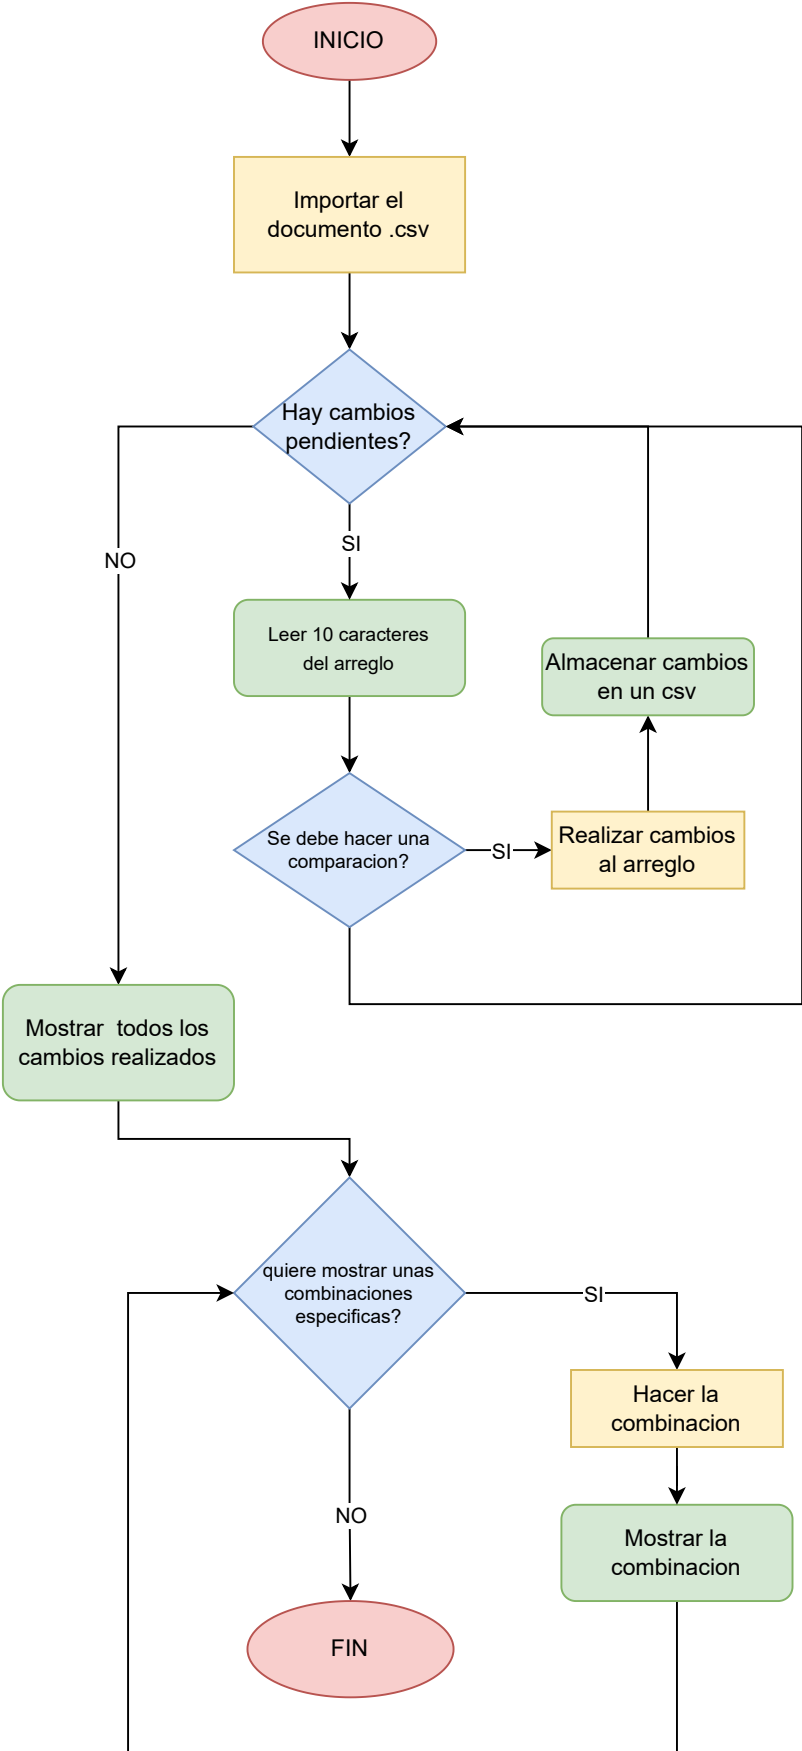 INICIO
Importar el
documento .csv
Hay cambios
pendientes?
NO
SI
Leer 10 caracteres
del arreglo
Almacenar cambios
en un csv
Se debe hacer una
comparacion?
SI
Realizar cambios
al arreglo
Mostrar  todos los
cambios realizados
quiere mostrar unas
combinaciones
especificas?
SI
Hacer la
combinacion
NO
Mostrar la
combinacion
FIN